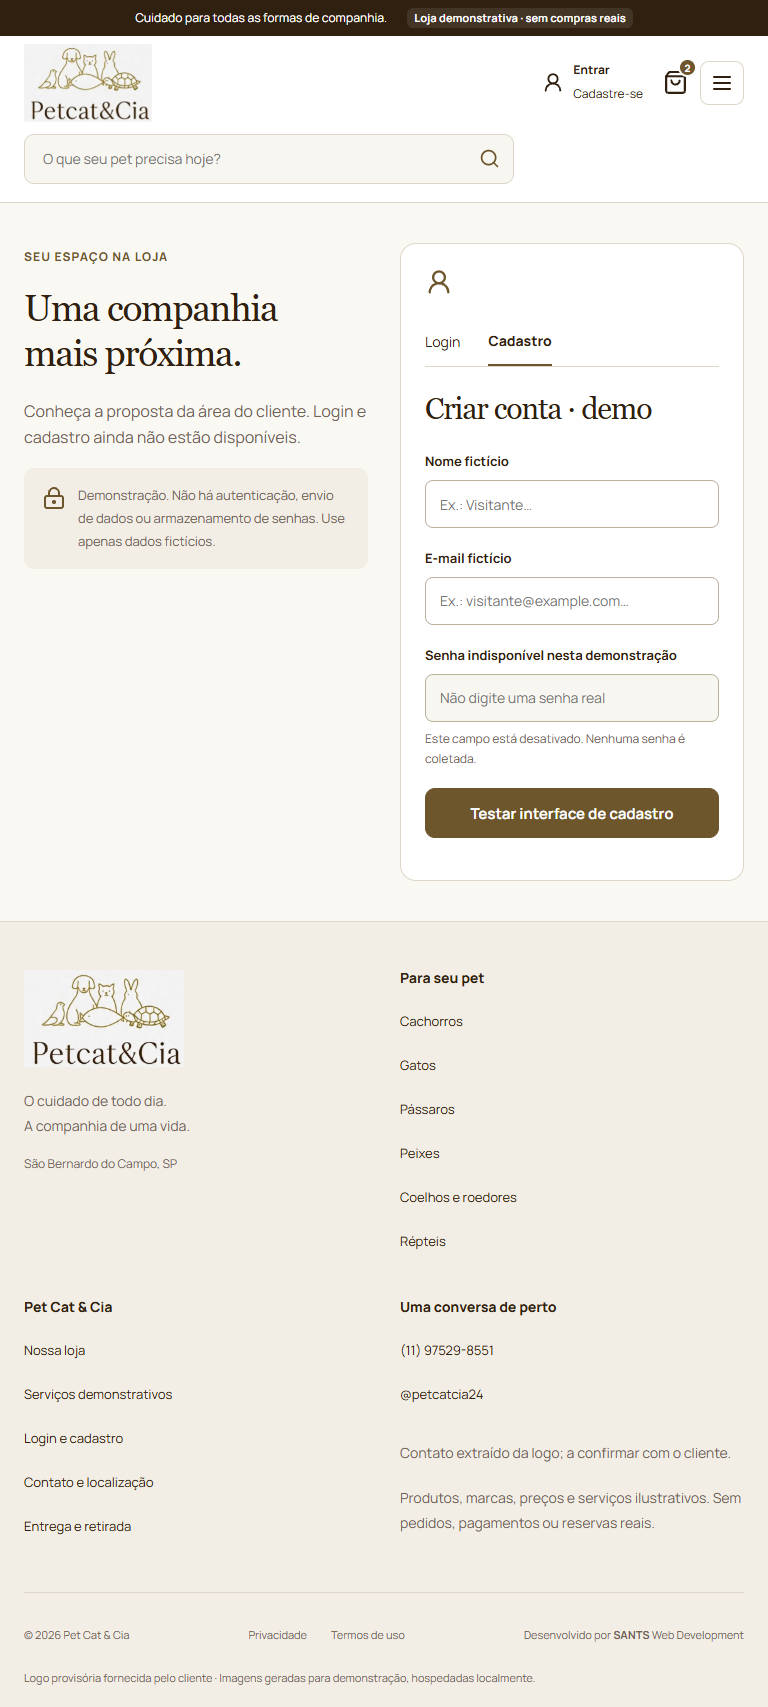 Cuidado para todas as formas de companhia.
Loja demonstrativa · sem compras reais
Petcat&Cia
Entrar
Cadastre-se
2
O que seu pet precisa hoje?
SEU ESPAÇO NA LOJA
Uma companhia
mais próxima.
Conheça a proposta da área do cliente. Login e
cadastro ainda não estão disponíveis.
Demonstração. Não há autenticação, envio
de dados ou armazenamento de senhas. Use
apenas dados fictícios.
Login
Cadastro
Criar conta · demo
Nome fictício
Ex.: Visitante…
E-mail fictício
Ex.: visitante@example.com…
Senha indisponível nesta demonstração
Não digite uma senha real
Este campo está desativado. Nenhuma senha é
coletada.
Testar interface de cadastro
Petcat&Cia
O cuidado de todo dia.
A companhia de uma vida.
São Bernardo do Campo, SP
Para seu pet
Cachorros
Gatos
Pássaros
Peixes
Coelhos e roedores
Répteis
Pet Cat & Cia
Nossa loja
Serviços demonstrativos
Login e cadastro
Contato e localização
Entrega e retirada
Uma conversa de perto
(11) 97529-8551
@petcatcia24
Contato extraído da logo; a confirmar com o cliente.
Produtos, marcas, preços e serviços ilustrativos. Sem
pedidos, pagamentos ou reservas reais.
© 2026 Pet Cat & Cia
Privacidade
Termos de uso
Desenvolvido por SANTS Web Development
Logo provisória fornecida pelo cliente · Imagens geradas para demonstração, hospedadas localmente.